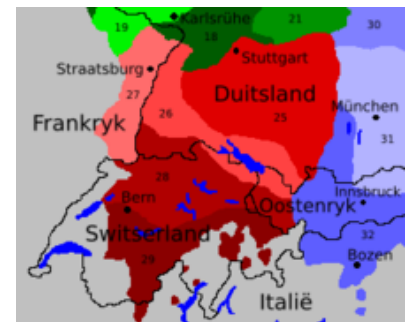 19
Karlsrühe
21
30
18
Straatsburg
Stuttgart
27
Duitsland
München
26
25
Frankryk
31
28
Bern
Innsbruck
Oostenryk
Switserland
32
29
Bozen
Italië